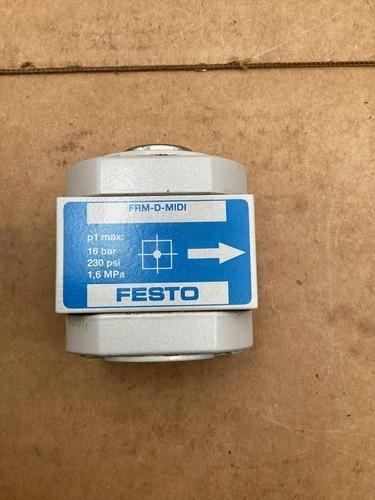 FRM-D-MIDI
p1 max:
16 bar
230 psi
1,6 MPa
FESTO